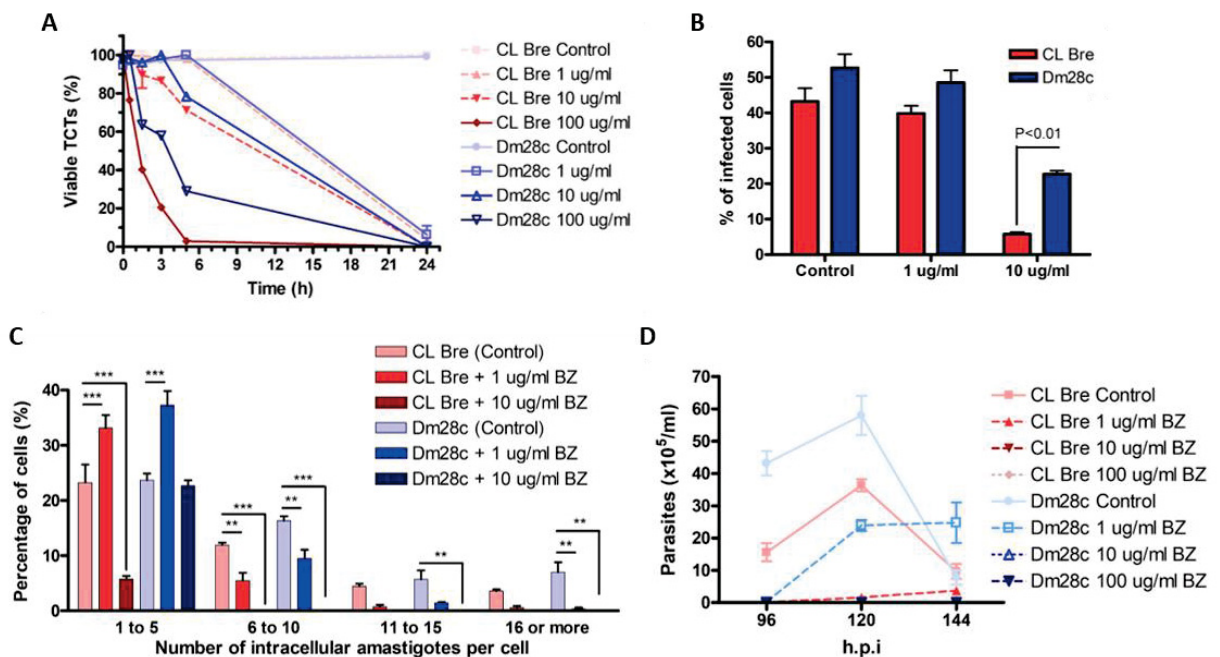 A
Viable TCTs (%)
100
80
60
40
20
0
0 3 6 9 12 15 18 21 24
Time (h)
CL Bre Control
CL Bre 1 ug/ml
CL Bre 10 ug/ml
CL Bre 100 ug/ml
Dm28c Control
Dm28c 1 ug/ml
Dm28c 10 ug/ml
Dm28c 100 ug/ml
B
% of infected cells
60
50
40
30
20
10
0
Control 1 ug/ml 10 ug/ml
CL Bre
Dm28c
P<0.01
C
Percentage of cells (%)
40
30
20
10
0
*** *** ***
*** ** ** ***
**
** **
1 to 5 6 to 10 11 to 15 16 or more
Number of intracellular amastigotes per cell
CL Bre (Control)
CL Bre + 1 ug/ml BZ
CL Bre + 10 ug/ml BZ
Dm28c (Control)
Dm28c + 1 ug/ml BZ
Dm28c + 10 ug/ml BZ
D
Parasites (x10⁵/ml)
70
60
50
40
30
20
10
0
96 120 144
h.p.i
CL Bre Control
CL Bre 1 ug/ml BZ
CL Bre 10 ug/ml BZ
CL Bre 100 ug/ml BZ
Dm28c Control
Dm28c 1 ug/ml BZ
Dm28c 10 ug/ml BZ
Dm28c 100 ug/ml BZ